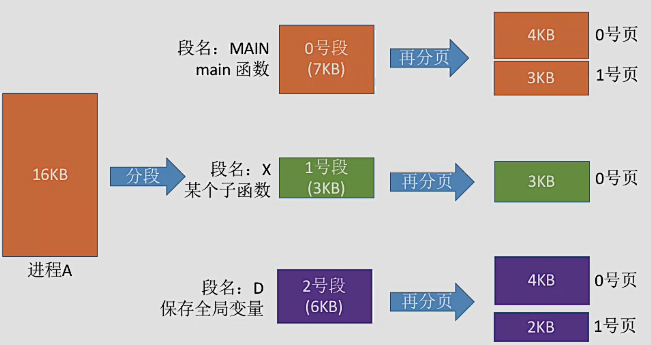 段名：MAIN
main 函数
0号段
(7KB)
再分页
4KB
0号页
3KB
1号页
16KB
进程A
分段
段名：X
某个子函数
1号段
(3KB)
再分页
3KB
0号页
段名：D
保存全局变量
2号段
(6KB)
再分页
4KB
0号页
2KB
1号页